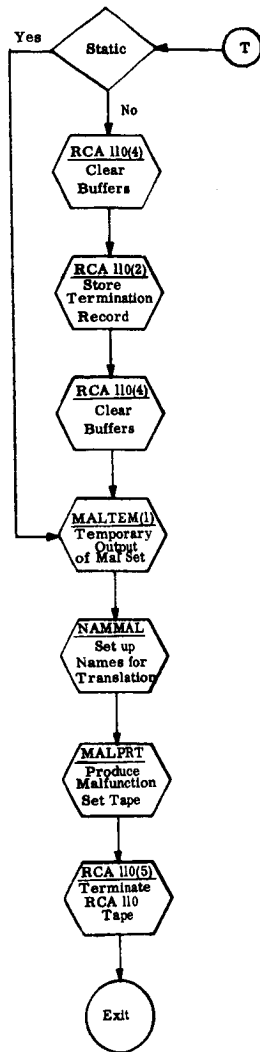 Static
T
Yes
No
RCA 110(4)
Clear
Buffers
RCA 110(2)
Store
Termination
Record
RCA 110(4)
Clear
Buffers
MALTEM(1)
Temporary
Output
of Mal Set
NAMMAL
Set up
Names for
Translation
MALPRT
Produce
Malfunction
Set Tape
RCA 110(5)
Terminate
RCA 110
Tape
Exit